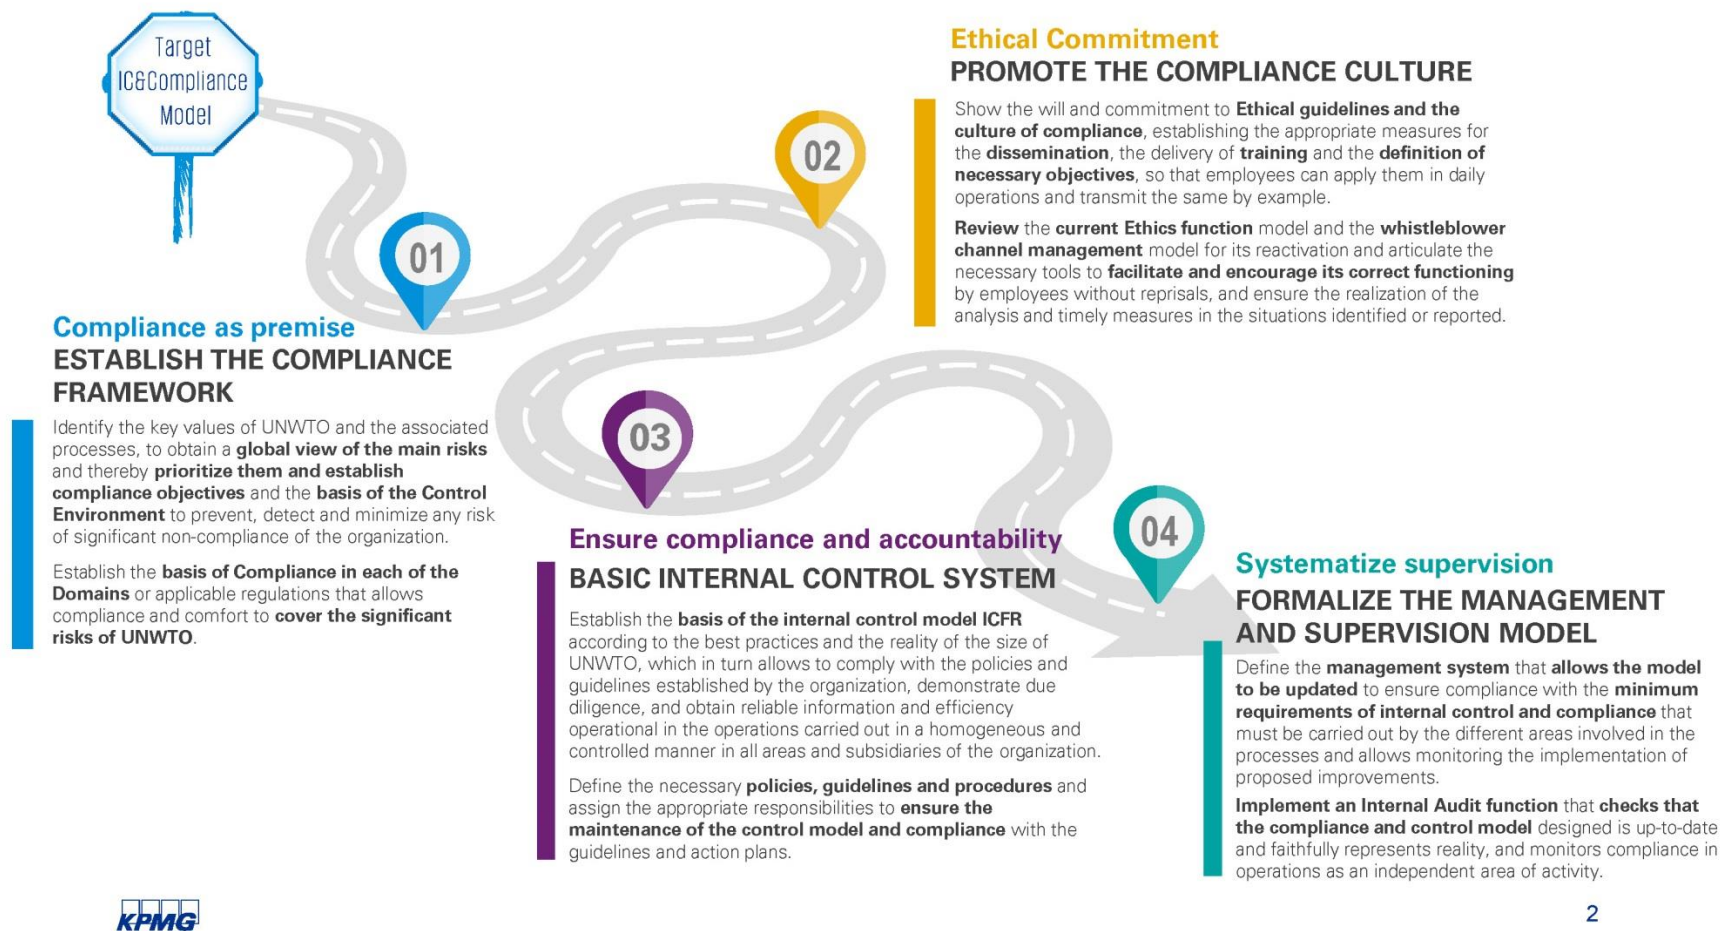 Target
IC&Compliance
Model
01
Compliance as premise
ESTABLISH THE COMPLIANCE
FRAMEWORK
Identify the key values of UNWTO and the associated
processes, to obtain a global view of the main risks
and thereby prioritize them and establish
compliance objectives and the basis of the Control
Environment to prevent, detect and minimize any risk
of significant non-compliance of the organization.
Establish the basis of Compliance in each of the
Domains or applicable regulations that allows
compliance and comfort to cover the significant
risks of UNWTO.
02
Ethical Commitment
PROMOTE THE COMPLIANCE CULTURE
Show the will and commitment to Ethical guidelines and the
culture of compliance, establishing the appropriate measures for
the dissemination, the delivery of training and the definition of
necessary objectives, so that employees can apply them in daily
operations and transmit the same by example.
Review the current Ethics function model and the whistleblower
channel management model for its reactivation and articulate the
necessary tools to facilitate and encourage its correct functioning
by employees without reprisals, and ensure the realization of the
analysis and timely measures in the situations identified or reported.
03
Ensure compliance and accountability
BASIC INTERNAL CONTROL SYSTEM
Establish the basis of the internal control model ICFR
according to the best practices and the reality of the size of
UNWTO, which in turn allows to comply with the policies and
guidelines established by the organization, demonstrate due
diligence, and obtain reliable information and efficiency
operational in the operations carried out in a homogeneous and
controlled manner in all areas and subsidiaries of the organization.
Define the necessary policies, guidelines and procedures and
assign the appropriate responsibilities to ensure the
maintenance of the control model and compliance with the
guidelines and action plans.
04
Systematize supervision
FORMALIZE THE MANAGEMENT
AND SUPERVISION MODEL
Define the management system that allows the model
to be updated to ensure compliance with the minimum
requirements of internal control and compliance that
must be carried out by the different areas involved in the
processes and allows monitoring the implementation of
proposed improvements.
Implement an Internal Audit function that checks that
the compliance and control model designed is up-to-date
and faithfully represents reality, and monitors compliance in
operations as an independent area of activity.
KPMG
2